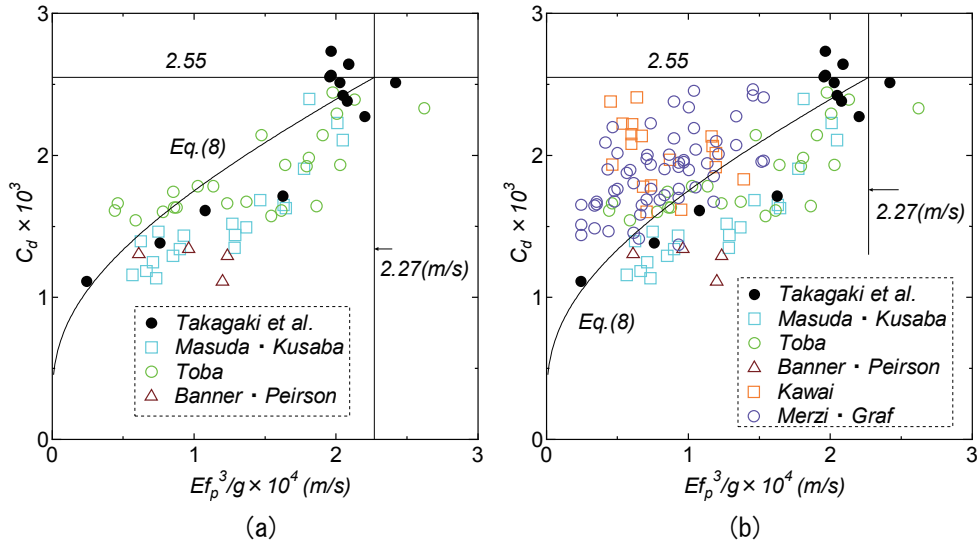 3
2.55
Eq.(8)
2
C_d × 10^3
2.27(m/s)
1
Takagaki et al.
Masuda・Kusaba
Toba
Banner・Peirson
0
0 1 2 3
Ef_p^3/g × 10^4 (m/s)
(a)
3
2.55
2
C_d × 10^3
2.27(m/s)
1
Eq.(8)
Takagaki et al.
Masuda・Kusaba
Toba
Banner・Peirson
Kawai
Merzi・Graf
0
0 1 2 3
Ef_p^3/g × 10^4 (m/s)
(b)